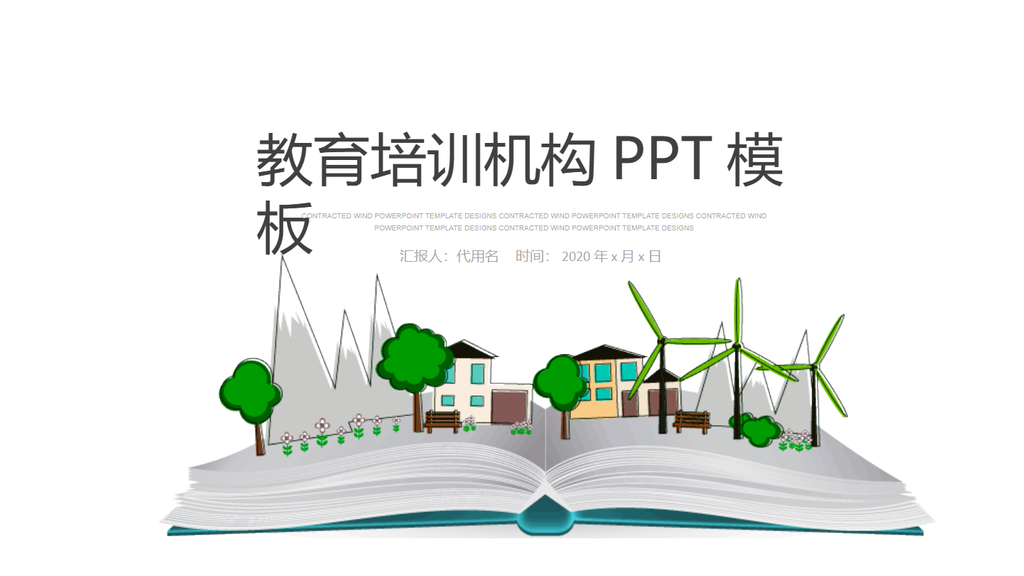 教育培训机构 PPT 模
板
CONTRACTED WIND POWERPOINT TEMPLATE DESIGNS CONTRACTED WIND POWERPOINT TEMPLATE DESIGNS CONTRACTED WIND
POWERPOINT TEMPLATE DESIGNS CONTRACTED WIND POWERPOINT TEMPLATE DESIGNS
汇报人：代用名 时间： 2020 年 x 月 x 日